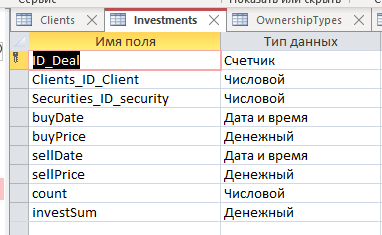 Показать или скрыть
Clients Investments OwnershipTypes
Имя поля Тип данных
ID_Deal Счетчик
Clients_ID_Client Числовой
Securities_ID_security Числовой
buyDate Дата и время
buyPrice Денежный
sellDate Дата и время
sellPrice Денежный
count Числовой
investSum Денежный